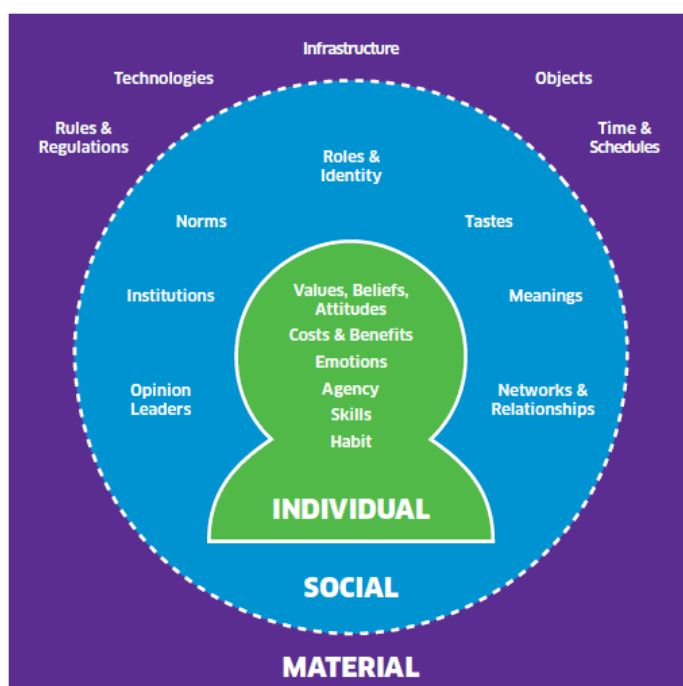 Infrastructure
Technologies
Objects
Rules &
Regulations
Time &
Schedules
Roles &
Identity
Norms
Tastes
Institutions
Meanings
Opinion
Leaders
Networks &
Relationships
Values, Beliefs,
Attitudes
Costs & Benefits
Emotions
Agency
Skills
Habit
INDIVIDUAL
SOCIAL
MATERIAL